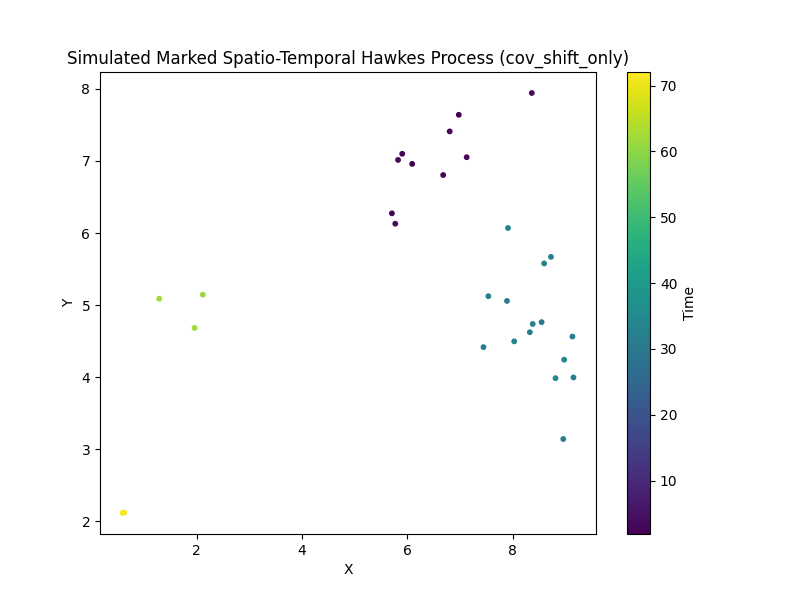 Simulated Marked Spatio-Temporal Hawkes Process (cov_shift_only)
8
7
6
5
4
3
2
Y
2 4 6 8
X
70
60
50
40
30
20
10
Time